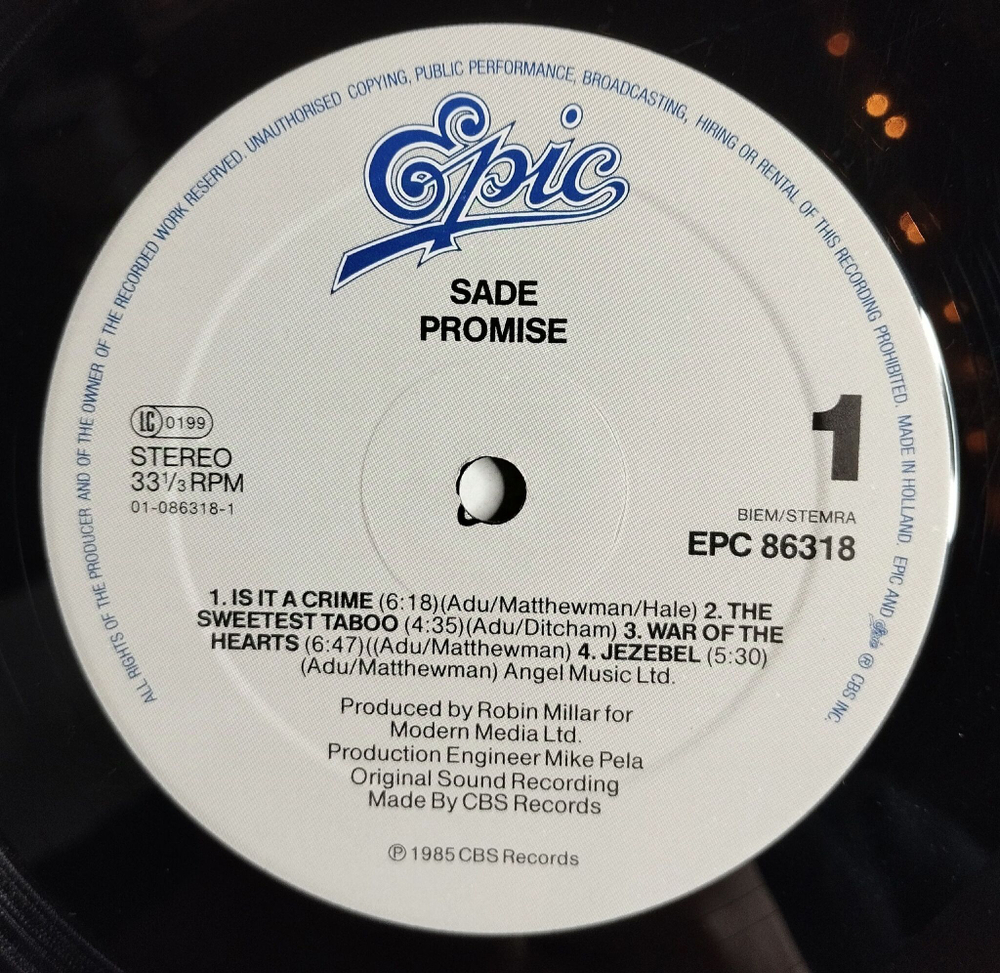 ALL RIGHTS OF THE PRODUCER AND OF THE OWNER OF THE RECORDED WORK RESERVED. UNAUTHORISED COPYING, PUBLIC PERFORMANCE, BROADCASTING, HIRING OR RENTAL OF THIS RECORDING PROHIBITED. MADE IN HOLLAND. EPIC AND Epic ® CBS INC.
Epic
SADE
PROMISE
LC 0199
STEREO
33 1/3 RPM
01-086318-1
1
BIEM/STEMRA
EPC 86318
1. IS IT A CRIME (6:18)(Adu/Matthewman/Hale) 2. THE
SWEETEST TABOO (4:35)(Adu/Ditcham) 3. WAR OF THE
HEARTS (6:47)((Adu/Matthewman) 4. JEZEBEL (5:30)
(Adu/Matthewman) Angel Music Ltd.
Produced by Robin Millar for
Modern Media Ltd.
Production Engineer Mike Pela
Original Sound Recording
Made By CBS Records
℗ 1985 CBS Records